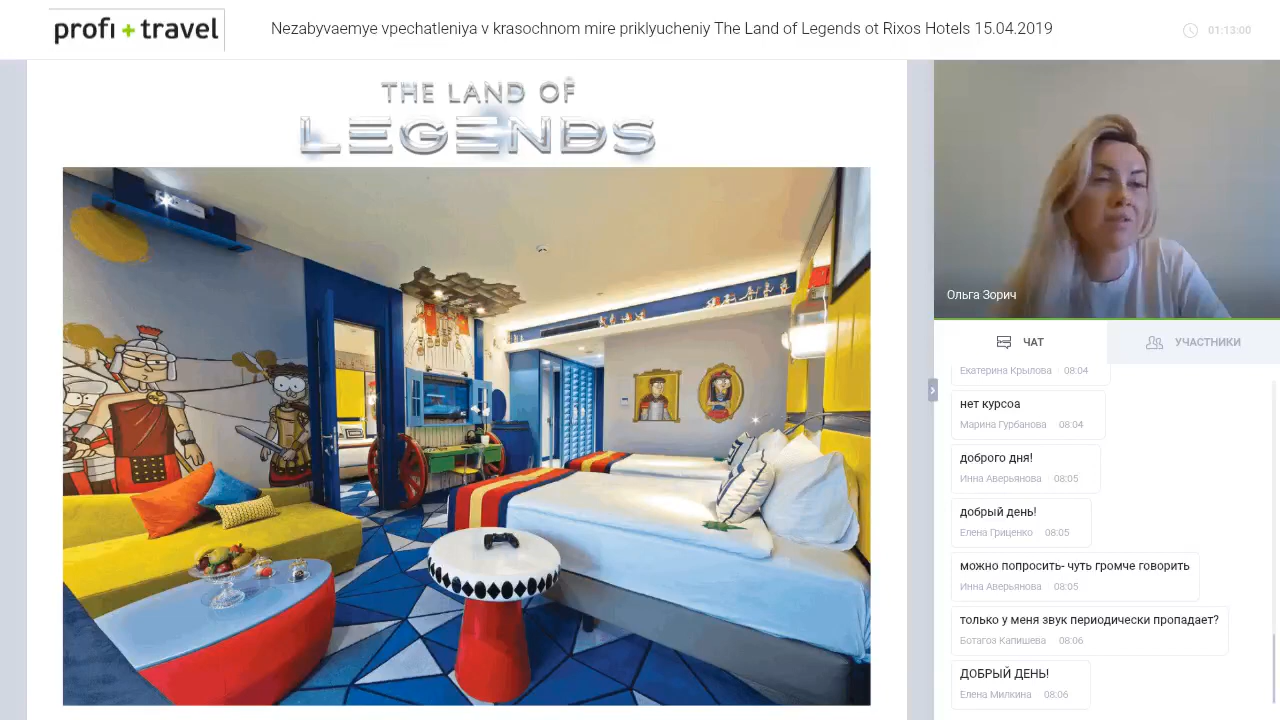 profi + travel
Nezabyvaemye vpechatleniya v krasochnom mire priklyucheniy The Land of Legends ot Rixos Hotels 15.04.2019
01:13:00
THE LAND OF
LEGENDS
Ольга Зорич
ЧАТ
УЧАСТНИКИ
Екатерина Крылова 08:04
нет курсоа
Марина Гурбанова 08:04
доброго дня!
Инна Аверьянова 08:05
добрый день!
Елена Гриценко 08:05
можно попросить- чуть громче говорить
Инна Аверьянова 08:05
только у меня звук периодически пропадает?
Ботагоз Капишева 08:06
ДОБРЫЙ ДЕНЬ!
Елена Милкина 08:06